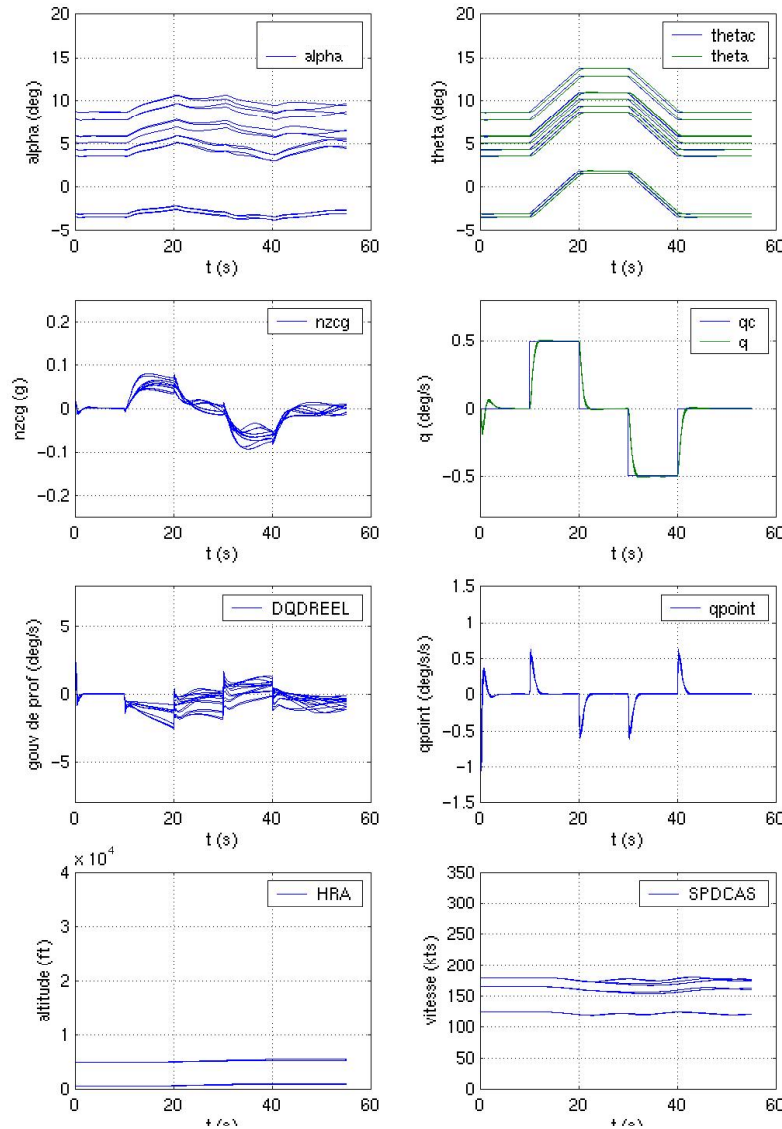 20
15
10
5
0
-5
alpha (deg)
alpha
0 20 40 60
t (s)
20
15
10
5
0
-5
theta (deg)
thetac
theta
0 20 40 60
t (s)
0.2
0.1
0
-0.1
-0.2
nzcg (g)
nzcg
0 20 40 60
t (s)
0.5
0
-0.5
q (deg/s)
qc
q
0 20 40 60
t (s)
5
0
-5
gouv de prof (deg/s)
DQDREEL
0 20 40 60
t (s)
1.5
1
0.5
0
-0.5
-1
-1.5
qpoint (deg/s/s)
qpoint
0 20 40 60
t (s)
× 10^4
4
3
2
1
0
altitude (ft)
HRA
0 20 40 60
t (s)
350
300
250
200
150
100
50
0
vitesse (kts)
SPDCAS
0 20 40 60
t (s)